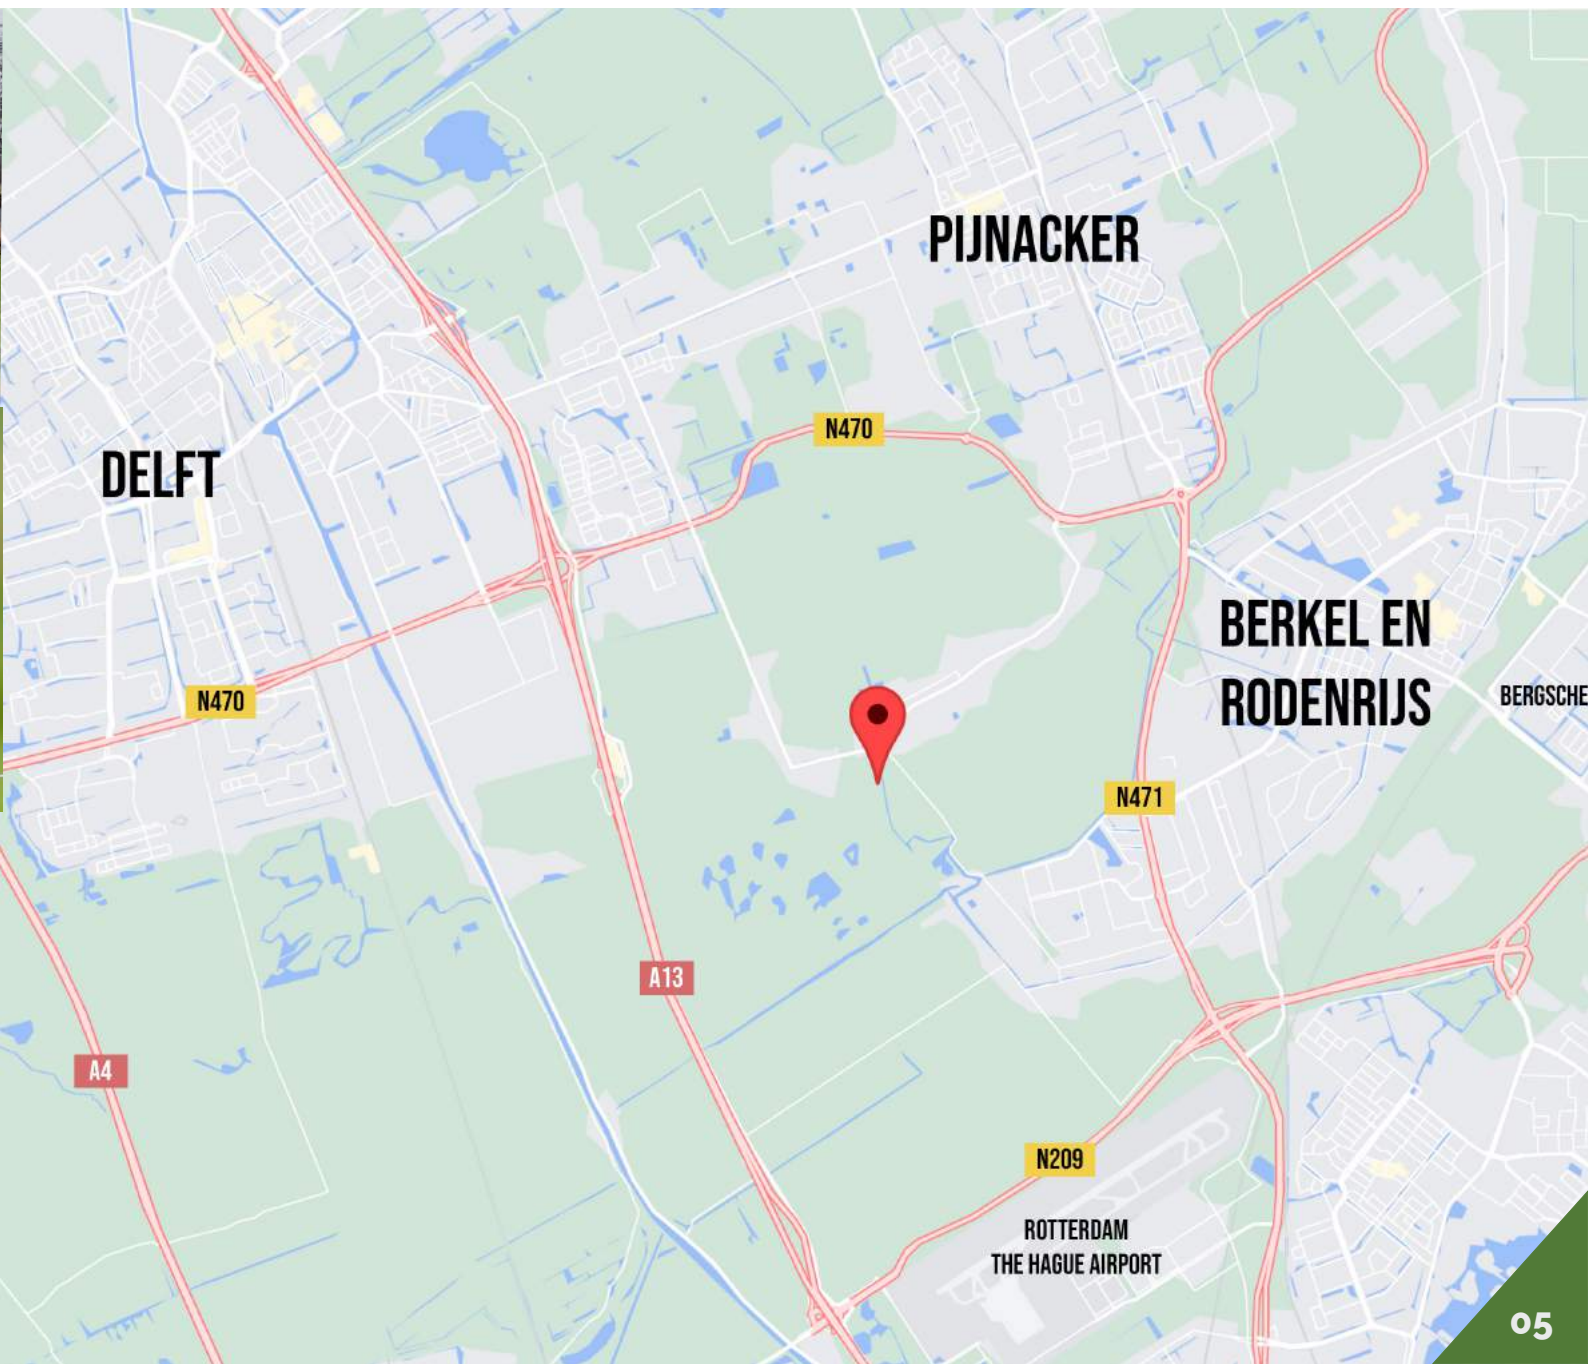 PIJNACKER
N470
DELFT
BERKEL EN
RODENRIJS
N470
BERGSCHE
N471
A13
A4
N209
ROTTERDAM
THE HAGUE AIRPORT
05